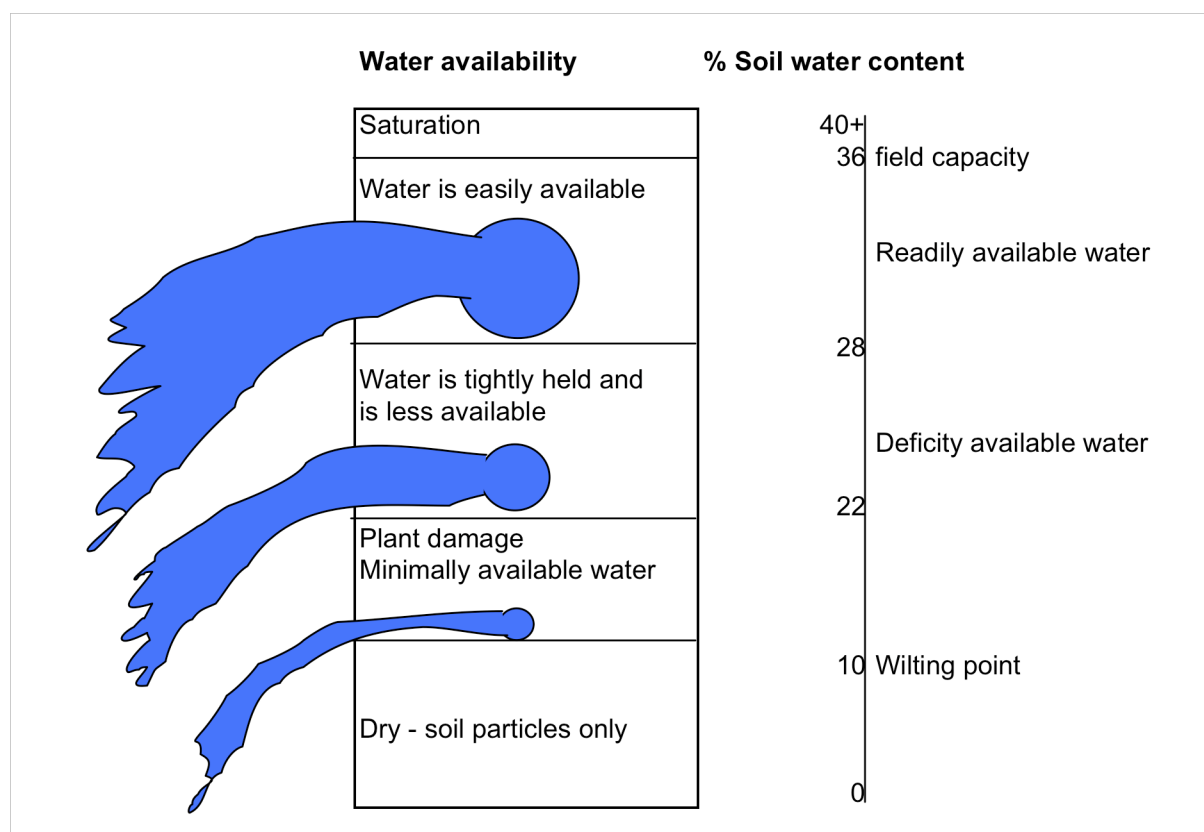 Water availability
% Soil water content
Saturation
Water is easily available
Water is tightly held and
is less available
Plant damage
Minimally available water
Dry - soil particles only
40+
36 field capacity
Readily available water
28
Deficity available water
22
10 Wilting point
0